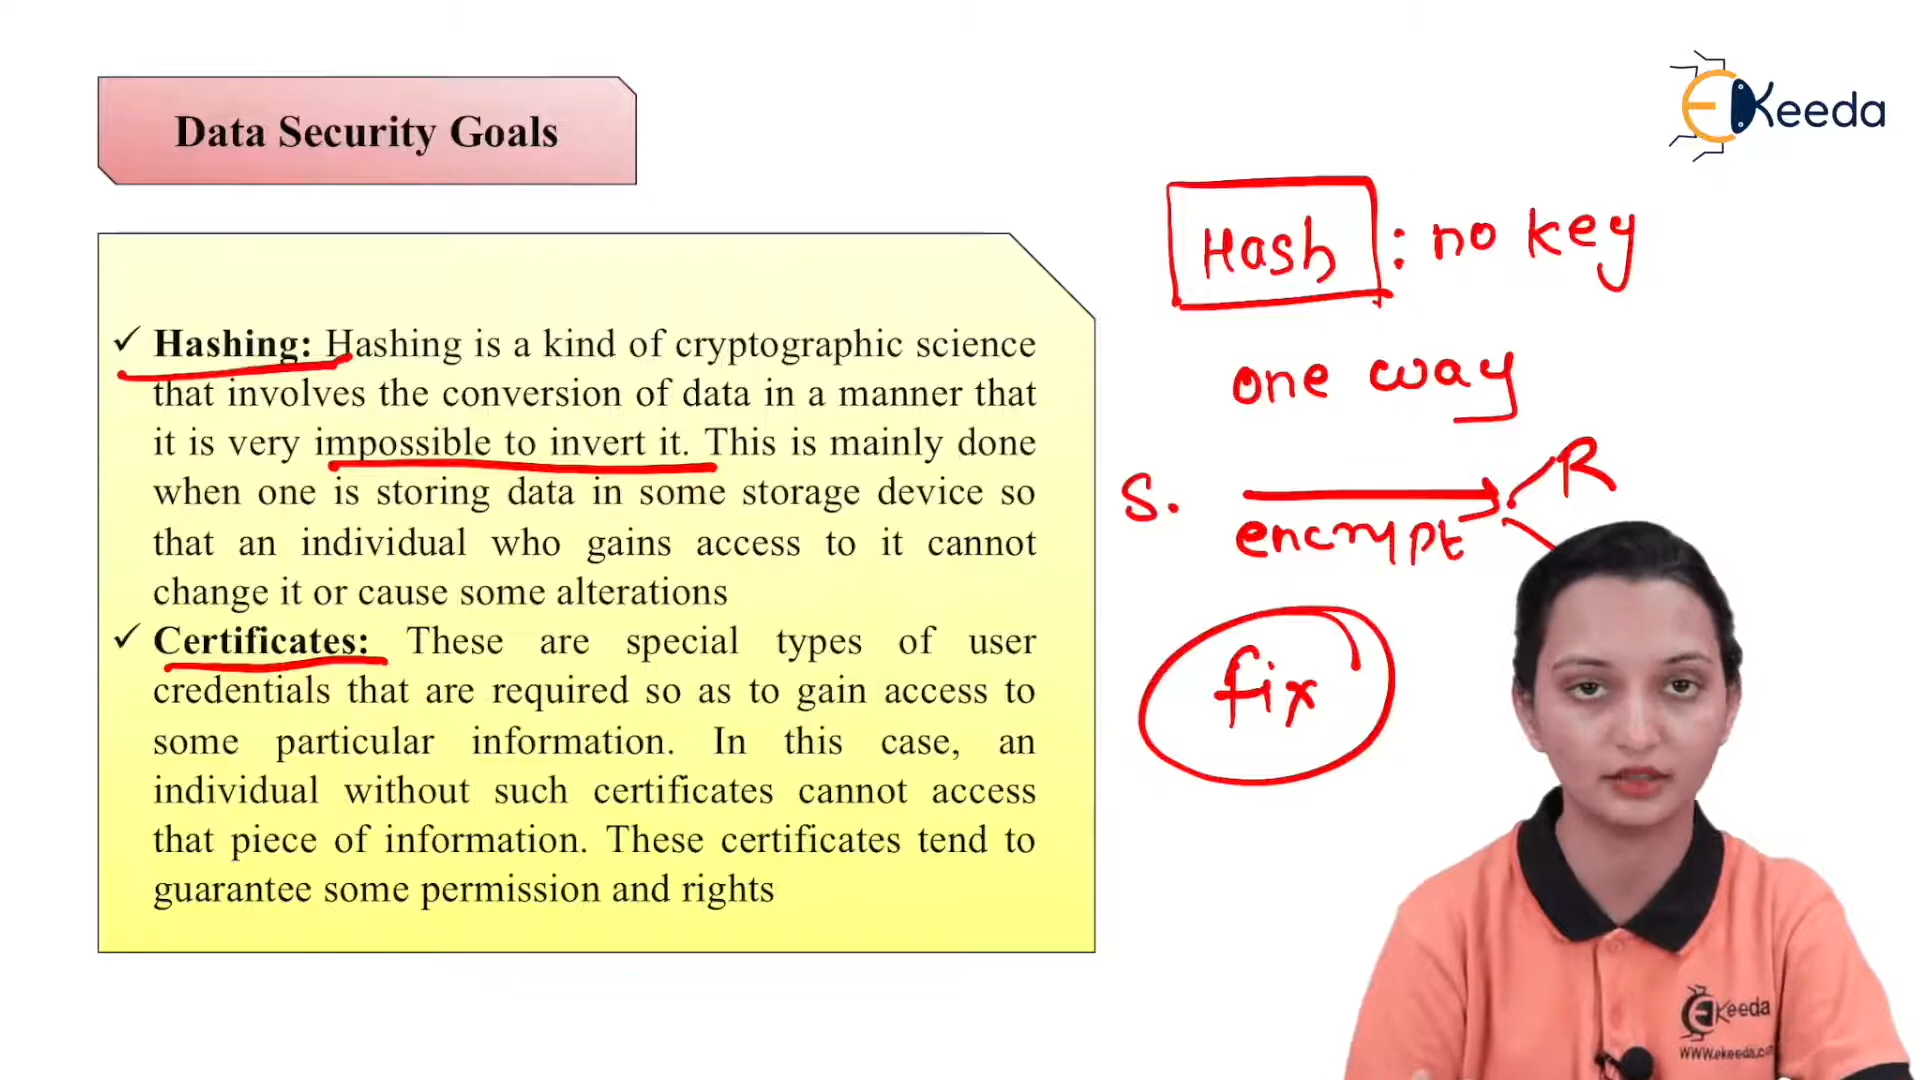 Data Security Goals
Keeda
✓ Hashing: Hashing is a kind of cryptographic science
that involves the conversion of data in a manner that
it is very impossible to invert it. This is mainly done
when one is storing data in some storage device so
that an individual who gains access to it cannot
change it or cause some alterations
✓ Certificates: These are special types of user
credentials that are required so as to gain access to
some particular information. In this case, an
individual without such certificates cannot access
that piece of information. These certificates tend to
guarantee some permission and rights
Hash : no key
one way
S. encrypt R
fix
Keeda
www.ekeeda.com